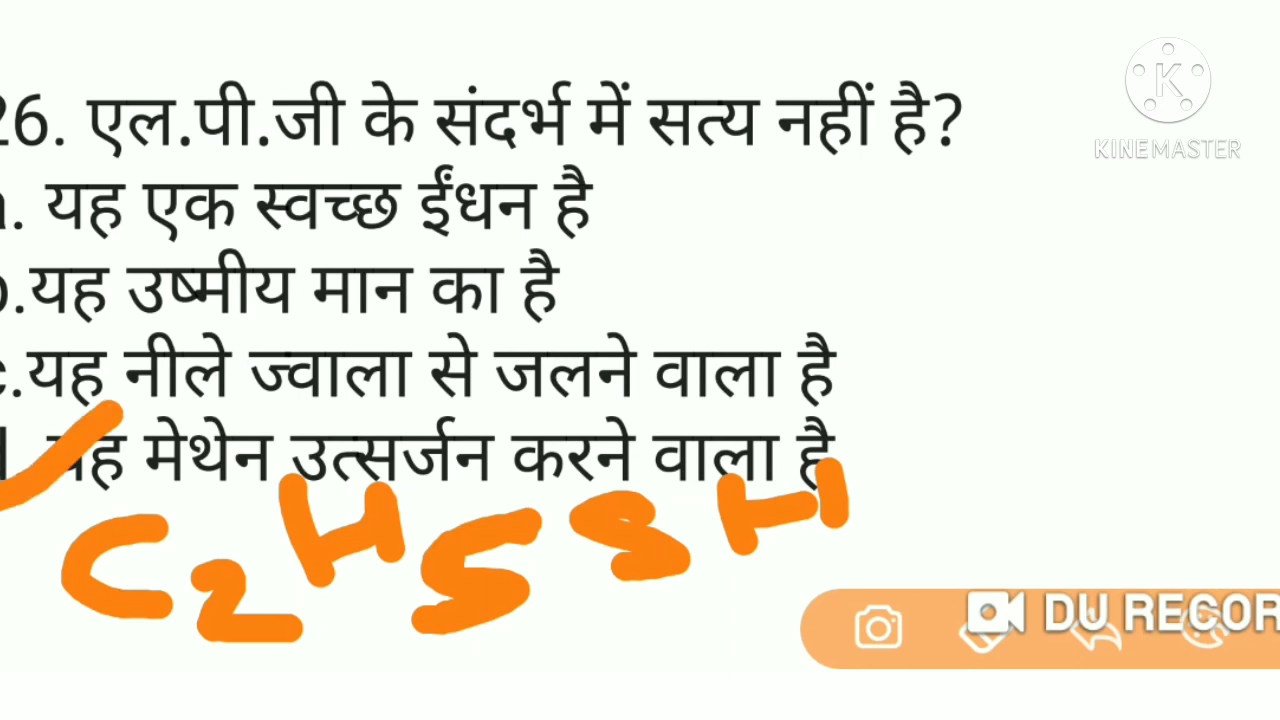 26. एल.पी.जी के संदर्भ में सत्य नहीं है?
KINEMASTER
a. यह एक स्वच्छ ईंधन है
b.यह उष्मीय मान का है
c.यह नीले ज्वाला से जलने वाला है
d. यह मेथेन उत्सर्जन करने वाला है
C2H5SH
DU RECOR